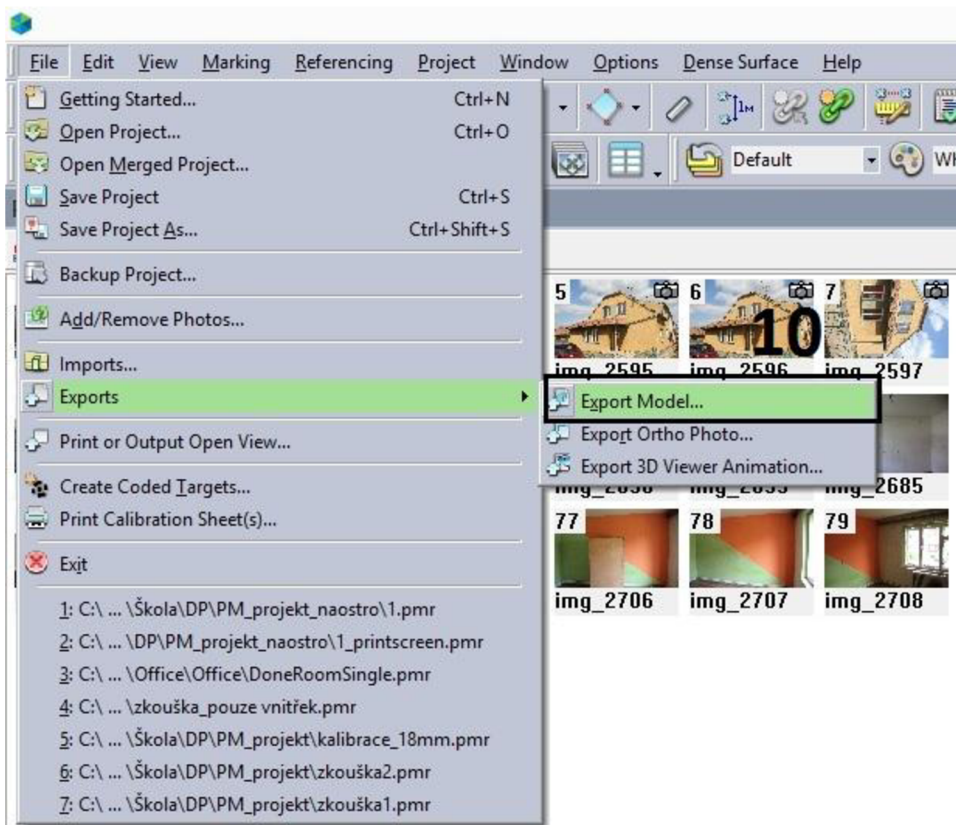 File Edit View Marking Referencing Project Window Options Dense Surface Help
Getting Started... Ctrl+N
Open Project... Ctrl+O
Open Merged Project...
Default
Save Project Ctrl+S
Save Project As... Ctrl+Shift+S
Backup Project...
Add/Remove Photos...
Imports...
Exports
Print or Output Open View...
Create Coded Targets...
Print Calibration Sheet(s)...
Exit
1: C:\ ... \Škola\DP\PM_projekt_naostro\1.pmr
2: C:\ ... \DP\PM_projekt_naostro\1_printscreen.pmr
3: C:\ ... \Office\Office\DoneRoomSingle.pmr
4: C:\ ... \zkouška_pouze vnitřek.pmr
5: C:\ ... \Škola\DP\PM_projekt\kalibrace_18mm.pmr
6: C:\ ... \Škola\DP\PM_projekt\zkouška2.pmr
7: C:\ ... \Škola\DP\PM_projekt\zkouška1.pmr
5 6 7
10
img_2595 img_2596 img_2597
Export Model...
Export Ortho Photo...
Export 3D Viewer Animation...
img_2685
77 78 79
img_2706 img_2707 img_2708